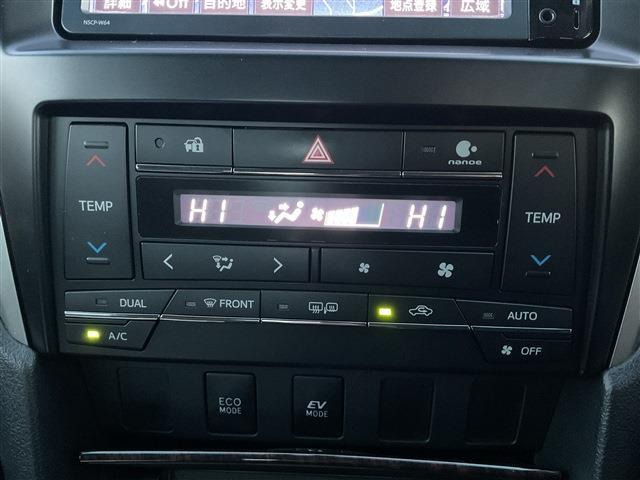 詳細 ◀◀Off 目的地 表示変更 地点登録 広域
NSCP-W64
nanoe
TEMP HI HI TEMP
DUAL FRONT AUTO
A/C OFF
ECO MODE EV MODE